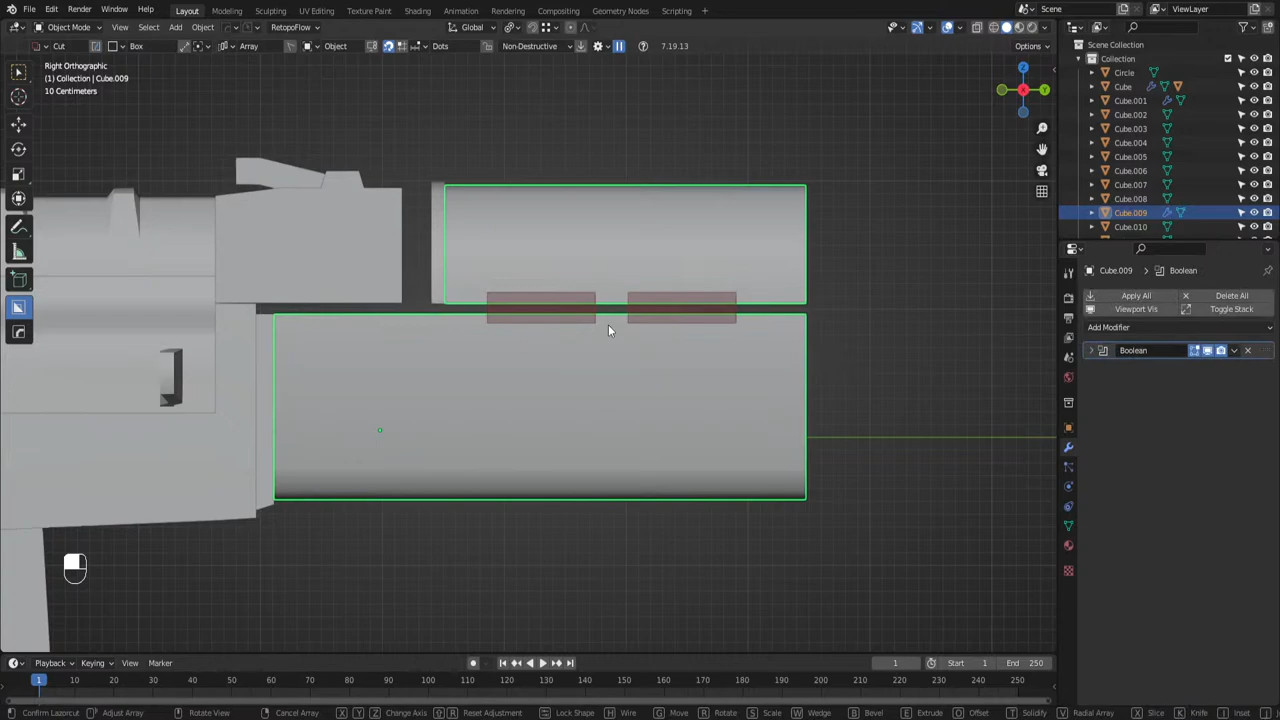 File Edit Render Window Help Layout Modeling Sculpting UV Editing Texture Paint Shading Animation Rendering Compositing Geometry Nodes Scripting + Scene ViewLayer
Object Mode View Select Add Object RetopoFlow Global
Cut Box Array Object Dots Non-Destructive 7.19.13 Options
Right Orthographic
(1) Collection | Cube.009
10 Centimeters
Z
Y
X
Scene Collection
Collection
Circle
Cube
Cube.001
Cube.002
Cube.003
Cube.004
Cube.005
Cube.006
Cube.007
Cube.008
Cube.009
Cube.010
Cube.009 Boolean
Apply All Delete All
Viewport Vis Toggle Stack
Add Modifier
Boolean
Playback Keying View Marker 1 Start 1 End 250
1 10 20 30 40 50 60 70 80 90 100 110 120 130 140 150 160 170 180 190 200 210 220 230 240 250
Confirm Lazorcut Adjust Array Rotate View Cancel Array X Y Z Change Axis R Reset Adjustment Lock Shape H Wire G Move R Rotate S Scale W Wedge B Bevel E Extrude O Offset T Solidify V Radial Array X Slice K Knife I Inset